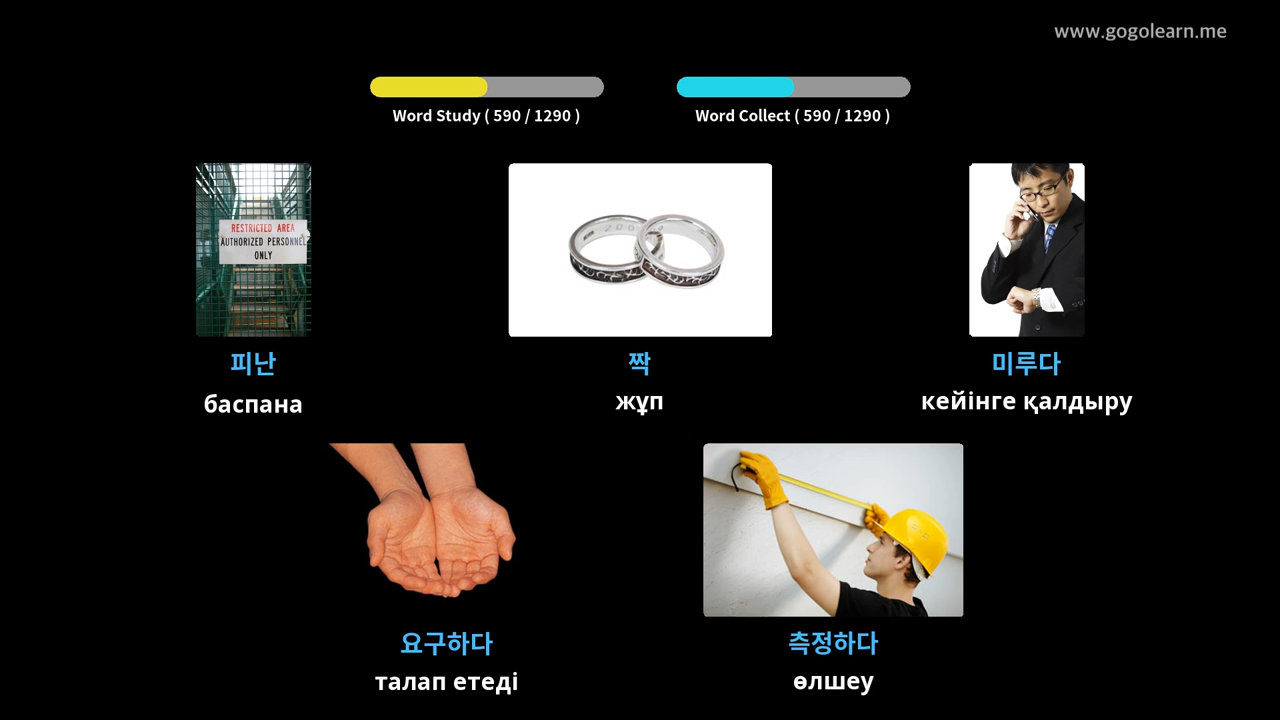 www.gogolearn.me
Word Study ( 590 / 1290 )
Word Collect ( 590 / 1290 )
RESTRICTED AREA
AUTHORIZED PERSONNEL
ONLY
피난
баспана
짝
жұп
미루다
кейінге қалдыру
요구하다
талап етеді
측정하다
өлшеу